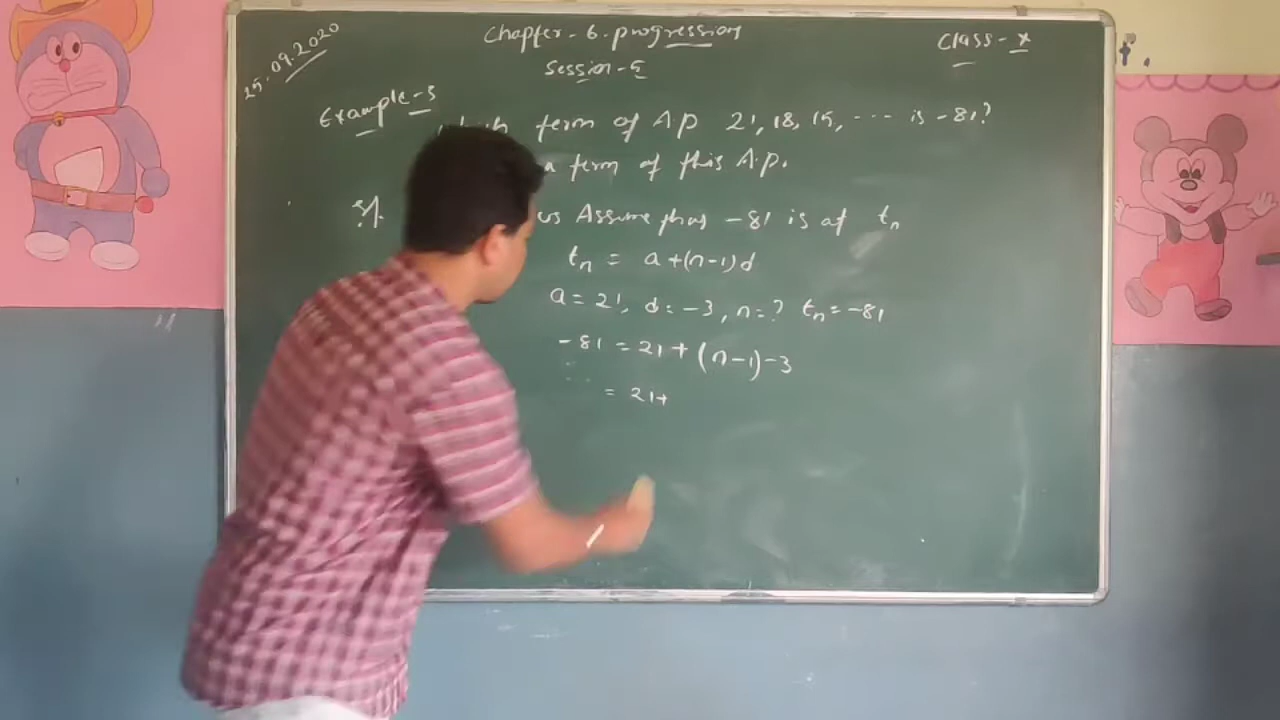 25.09.2020
Chapter-6. progression
Class-X
Session-5
Example-5
term of A.P 21, 18, 15, ... is -81?
a term of this A.p.
us Assume that -81 is at tn
tn = a+(n-1)d
a = 21, d = -3, n=? tn = -81
-81 = 21 + (n-1)-3
= 21+